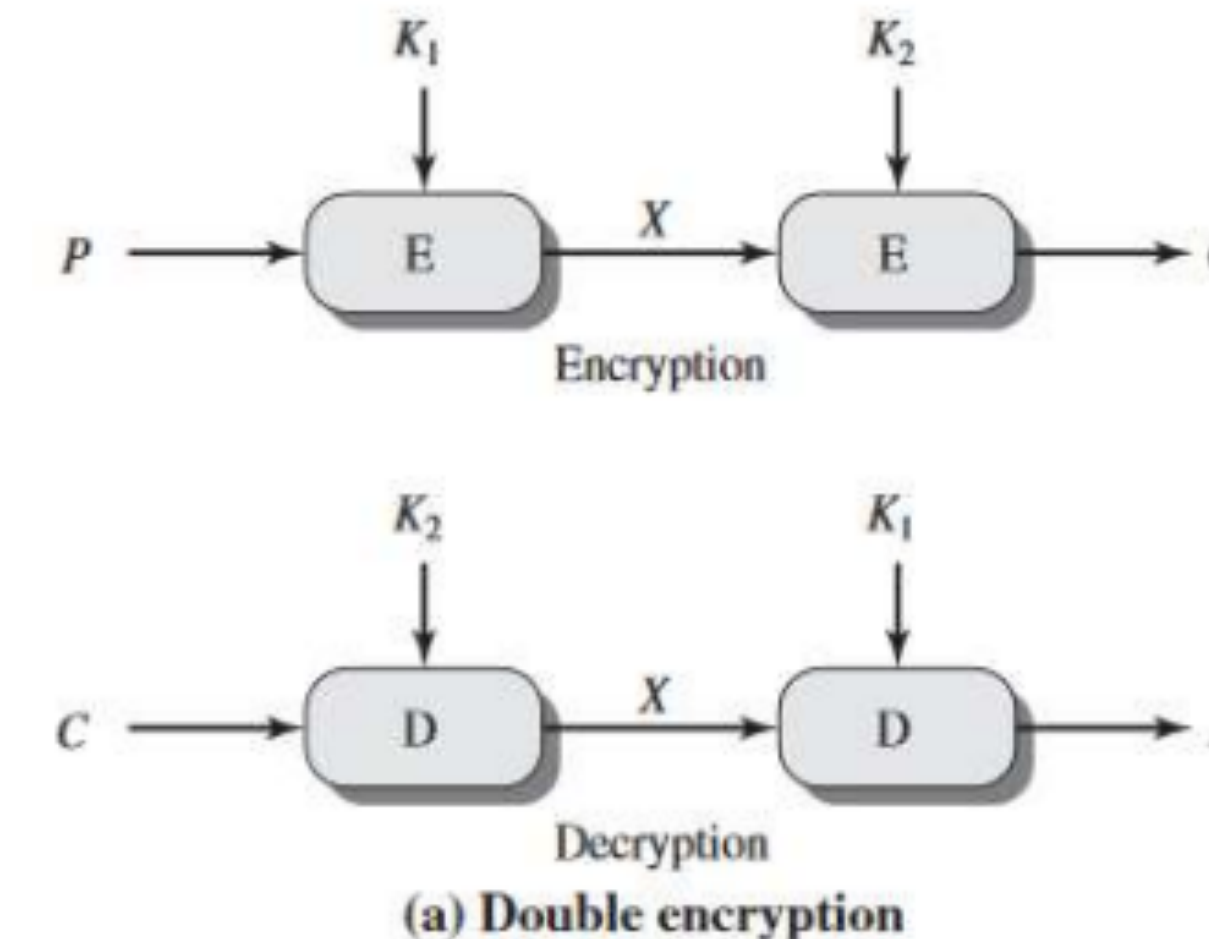 K₁ K₂
P E X E
Encryption
K₂ K₁
C D X D
Decryption
(a) Double encryption